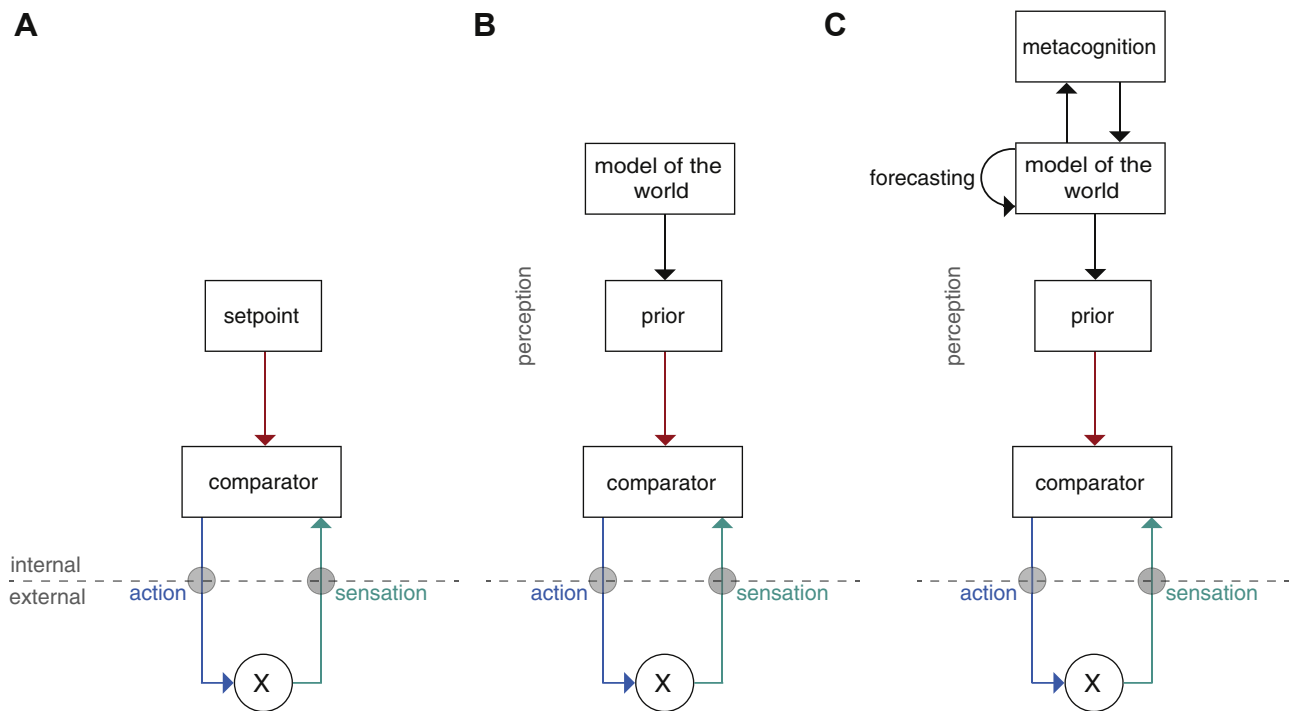 A
B
C
metacognition
model of the
world
forecasting
model of the
world
perception
perception
setpoint
prior
prior
comparator
comparator
comparator
internal
external
action
sensation
action
sensation
action
sensation
X
X
X